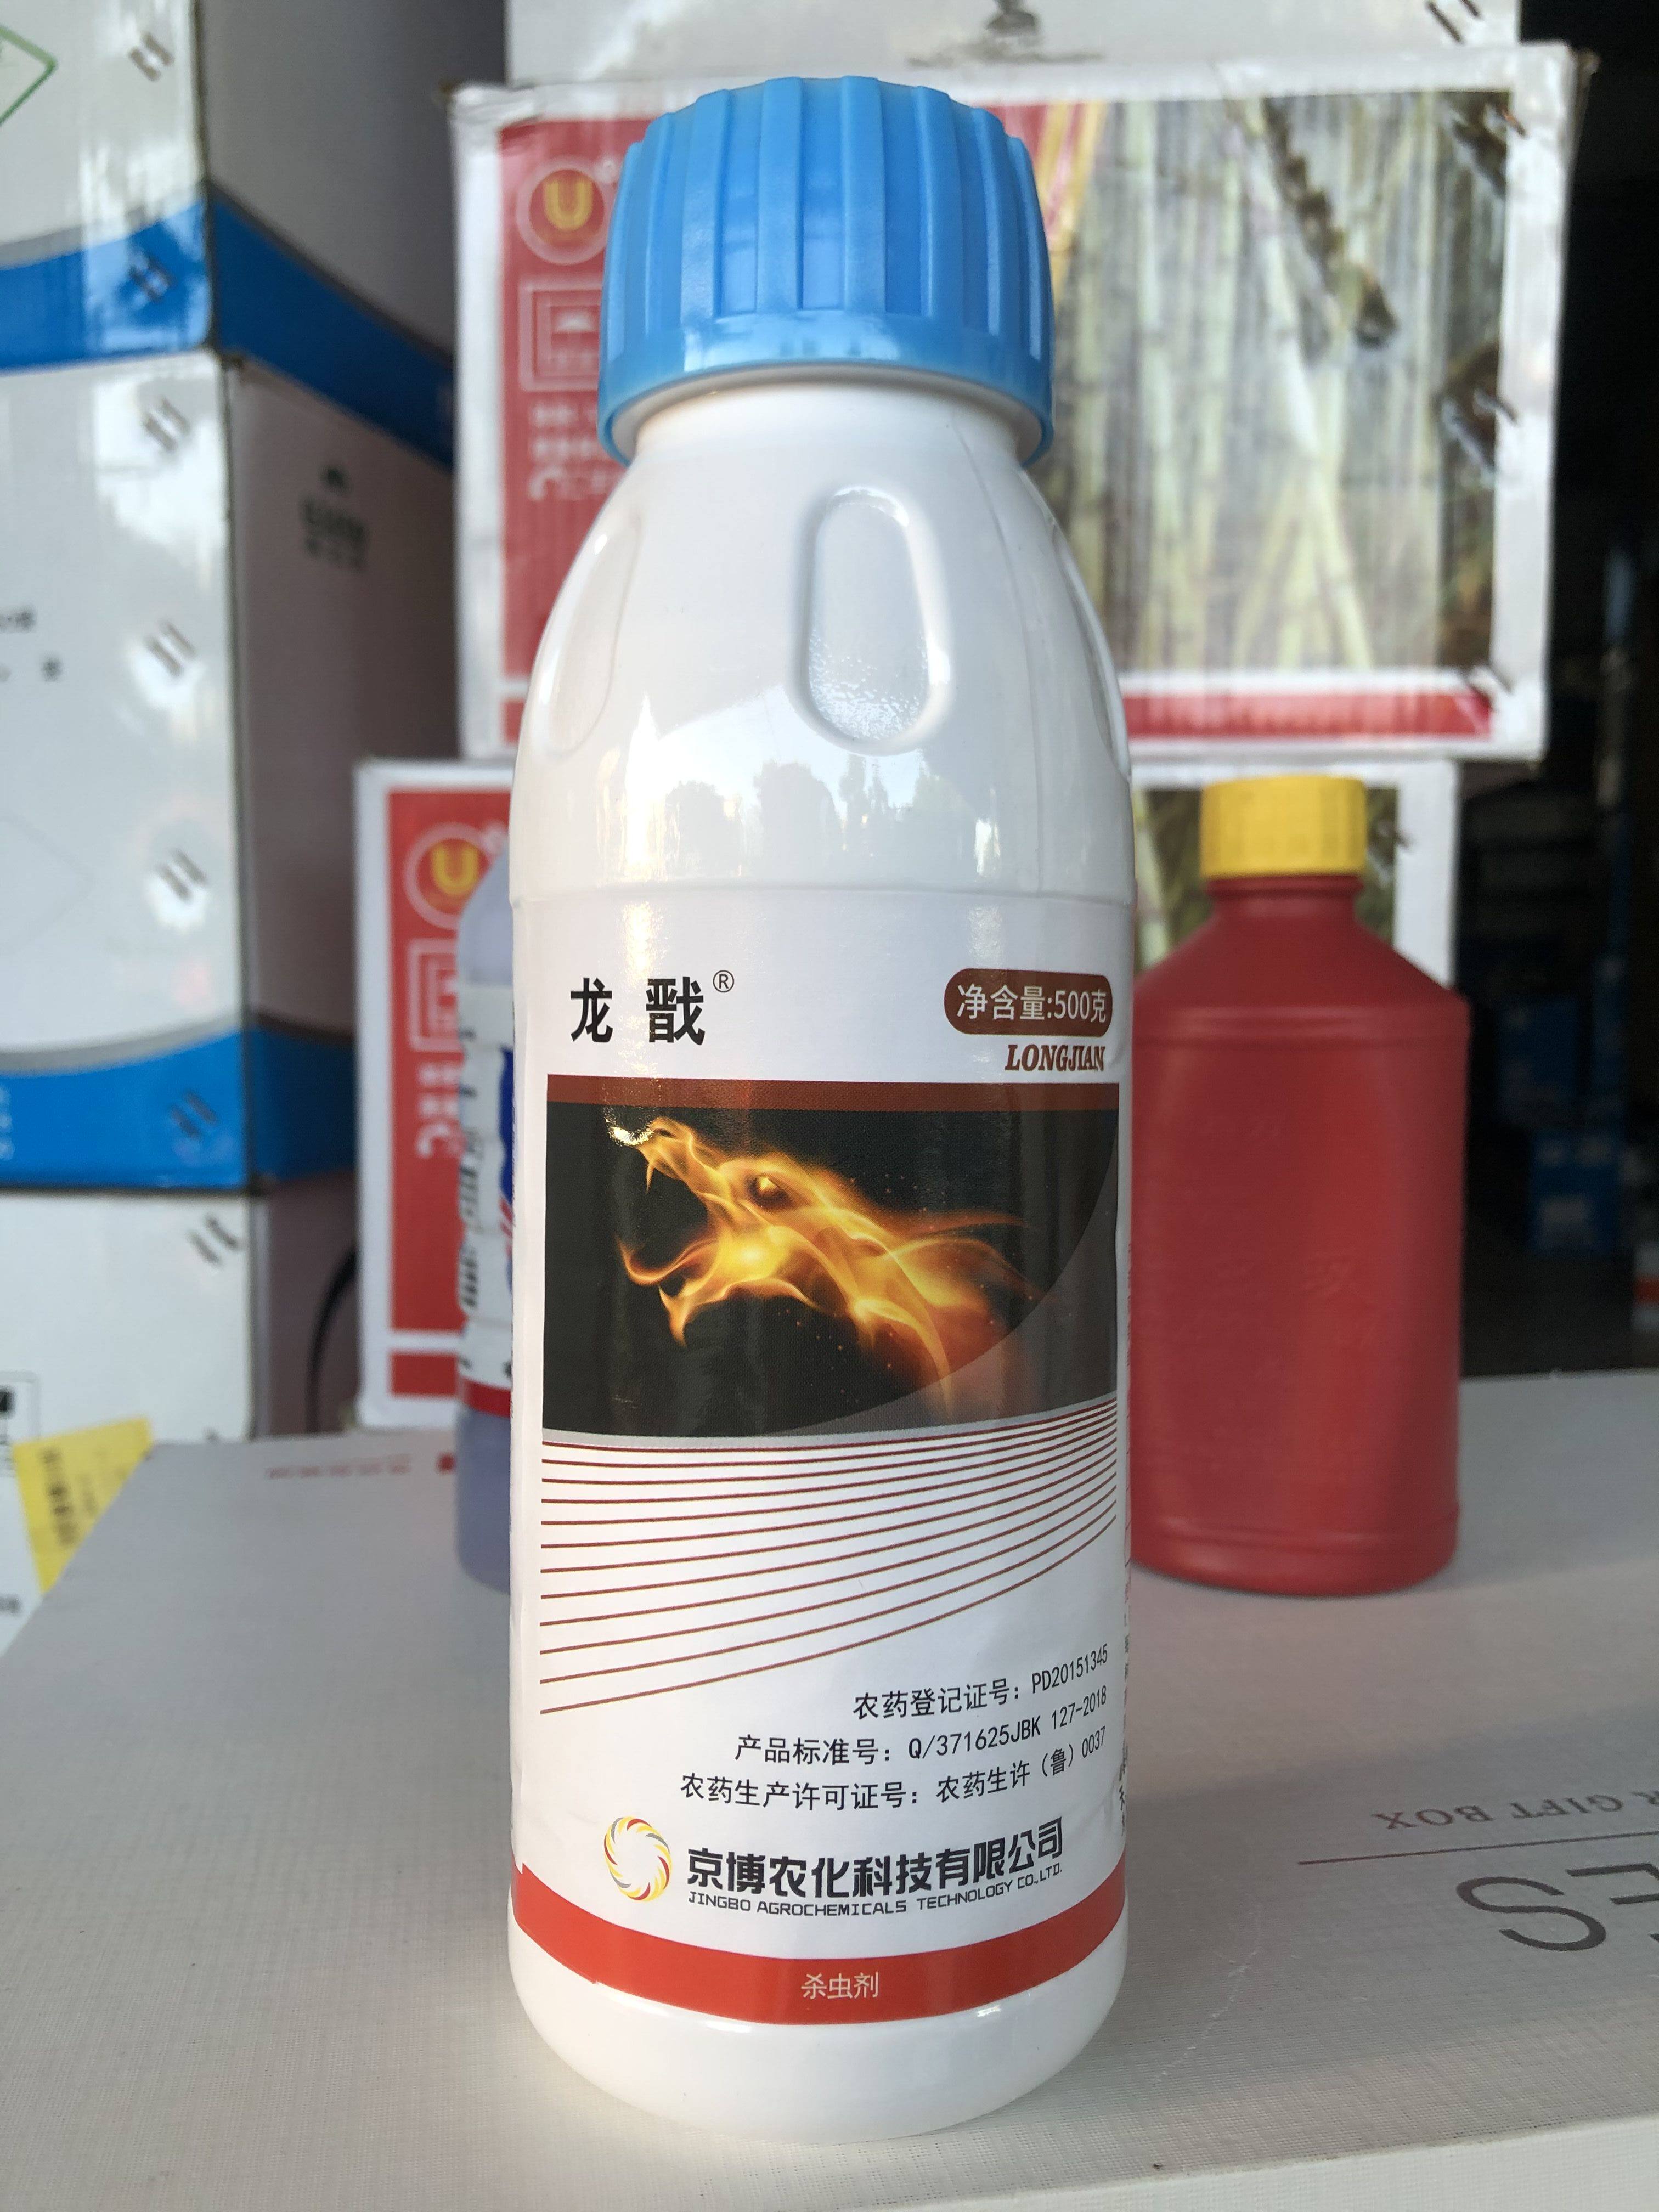 龙 戬®
净含量:500克
LONGJIAN
农药登记证号：PD20151345
产品标准号：Q/371625JBK 127-2018
农药生产许可证号：农药生许（鲁）0037
京博农化科技有限公司
JINGBO AGROCHEMICALS TECHNOLOGY CO.,LTD.
杀虫剂
R GIFT BOX
ES
U
U